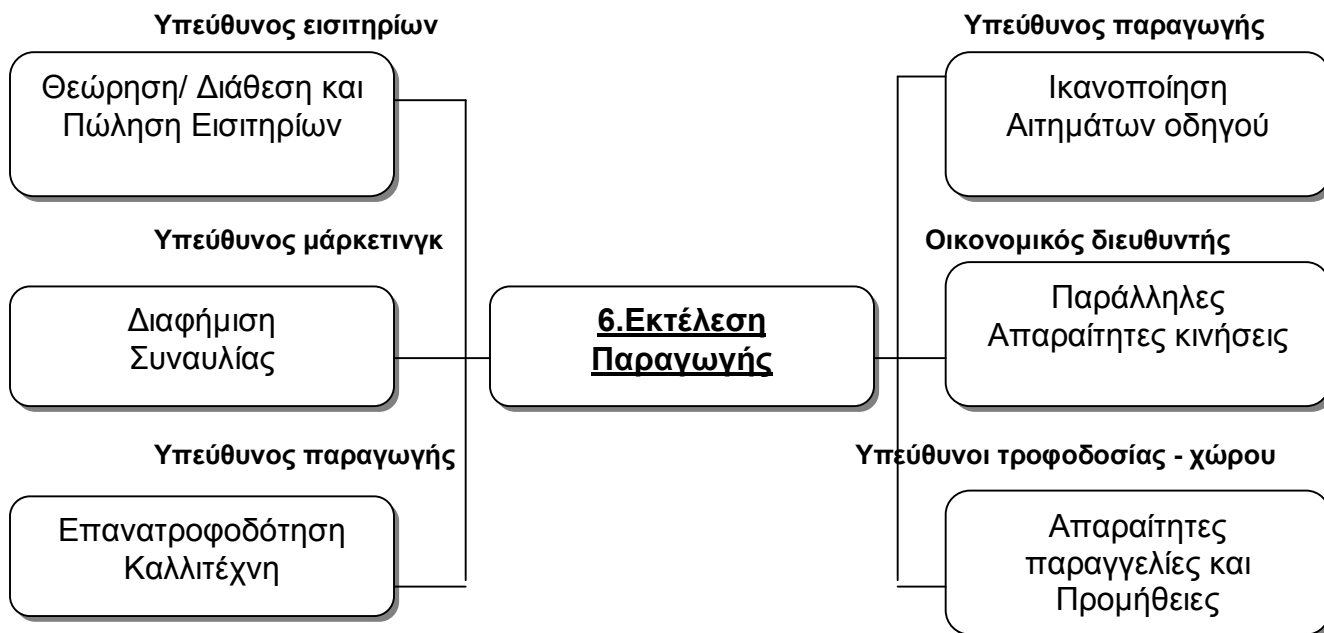 Υπεύθυνος εισιτηρίων
Θεώρηση/ Διάθεση και
Πώληση Εισιτηρίων
Υπεύθυνος μάρκετινγκ
Διαφήμιση
Συναυλίας
Υπεύθυνος παραγωγής
Επανατροφοδότηση
Καλλιτέχνη
6.Εκτέλεση
Παραγωγής
Υπεύθυνος παραγωγής
Ικανοποίηση
Αιτημάτων οδηγού
Οικονομικός διευθυντής
Παράλληλες
Απαραίτητες κινήσεις
Υπεύθυνοι τροφοδοσίας - χώρου
Απαραίτητες
παραγγελίες και
Προμήθειες